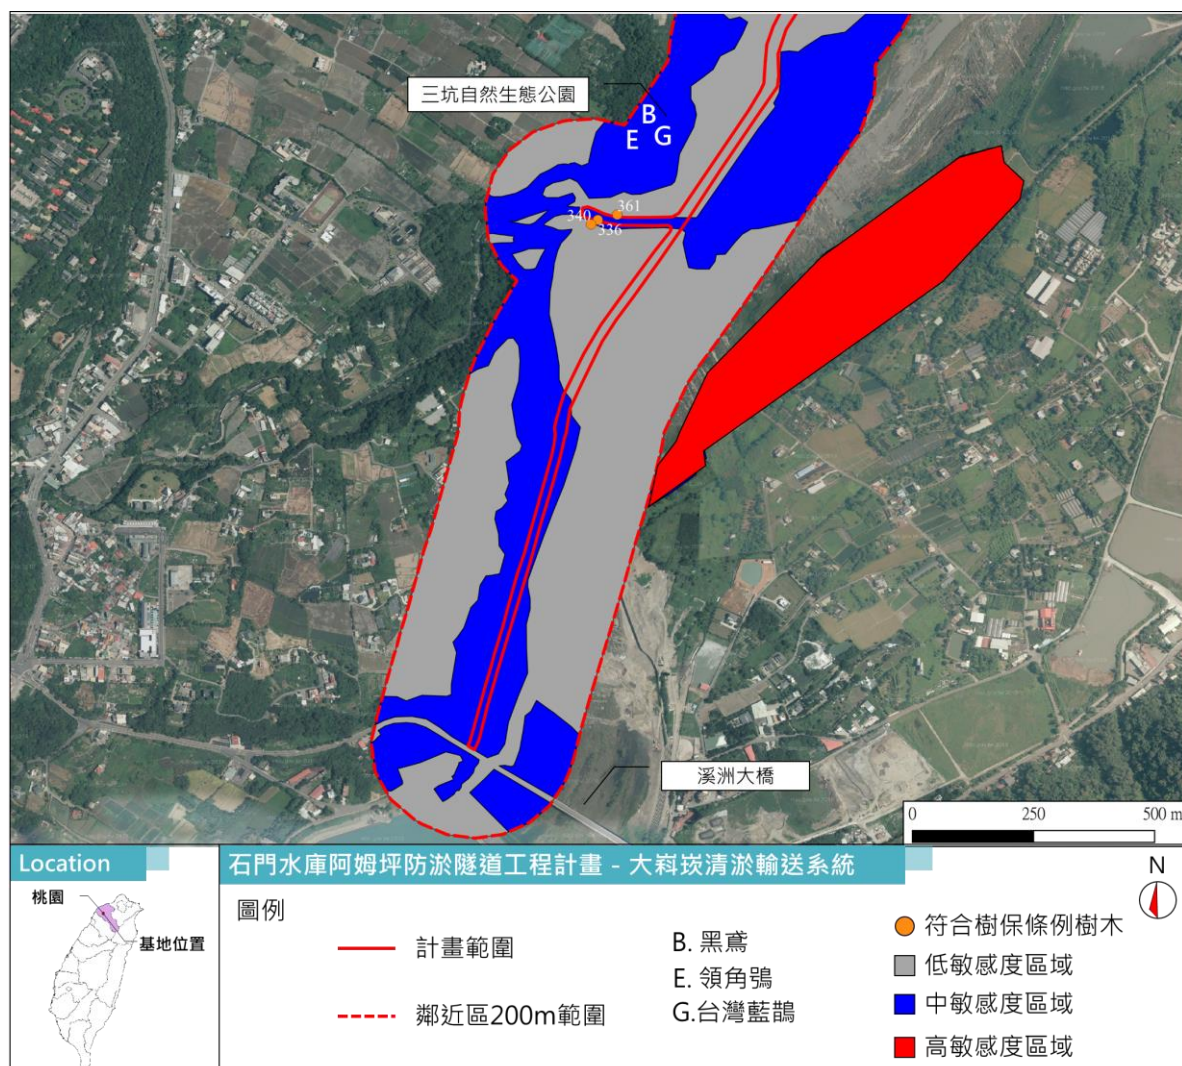 三坑自然生態公園
B
E
G
361
340
336
溪洲大橋
0 250 500 m
Location
石門水庫阿姆坪防淤隧道工程計畫 - 大嵙崁清淤輸送系統
N
桃園
基地位置
圖例
計畫範圍
鄰近區200m範圍
B. 黑鳶
E. 領角鴞
G.台灣藍鵲
符合樹保條例樹木
低敏感度區域
中敏感度區域
高敏感度區域